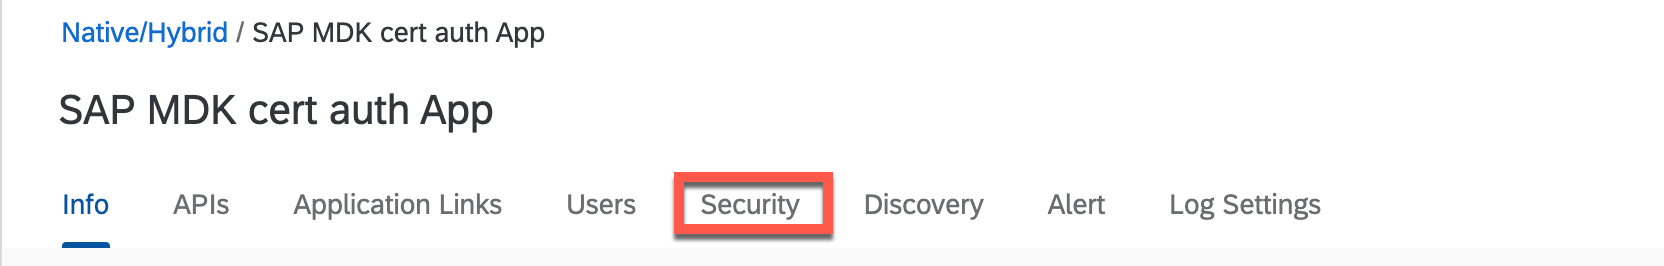 Native/Hybrid / SAP MDK cert auth App
SAP MDK cert auth App
Info APIs Application Links Users Security Discovery Alert Log Settings